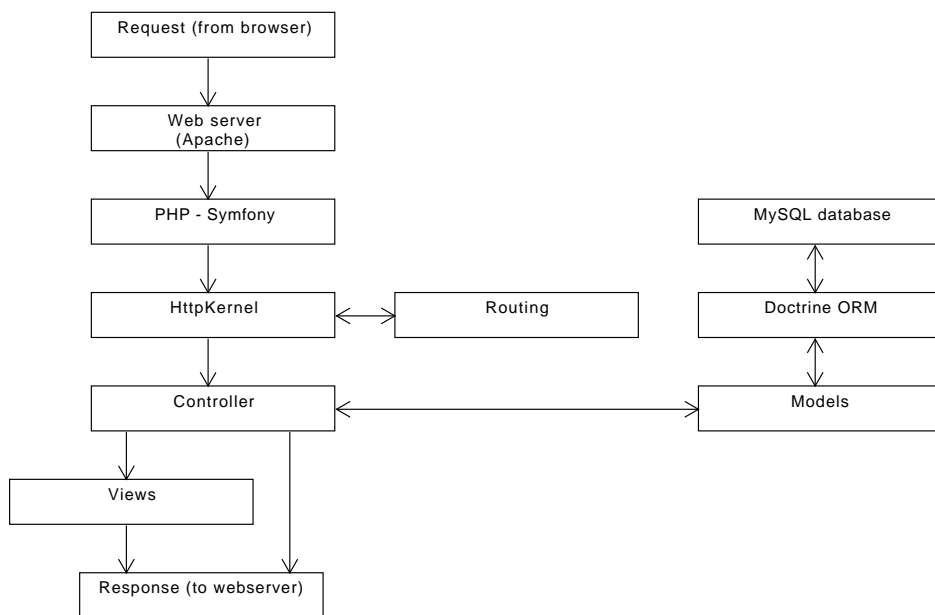 Request (from browser)
Web server
(Apache)
PHP - Symfony
MySQL database
HttpKernel
Routing
Doctrine ORM
Controller
Models
Views
Response (to webserver)